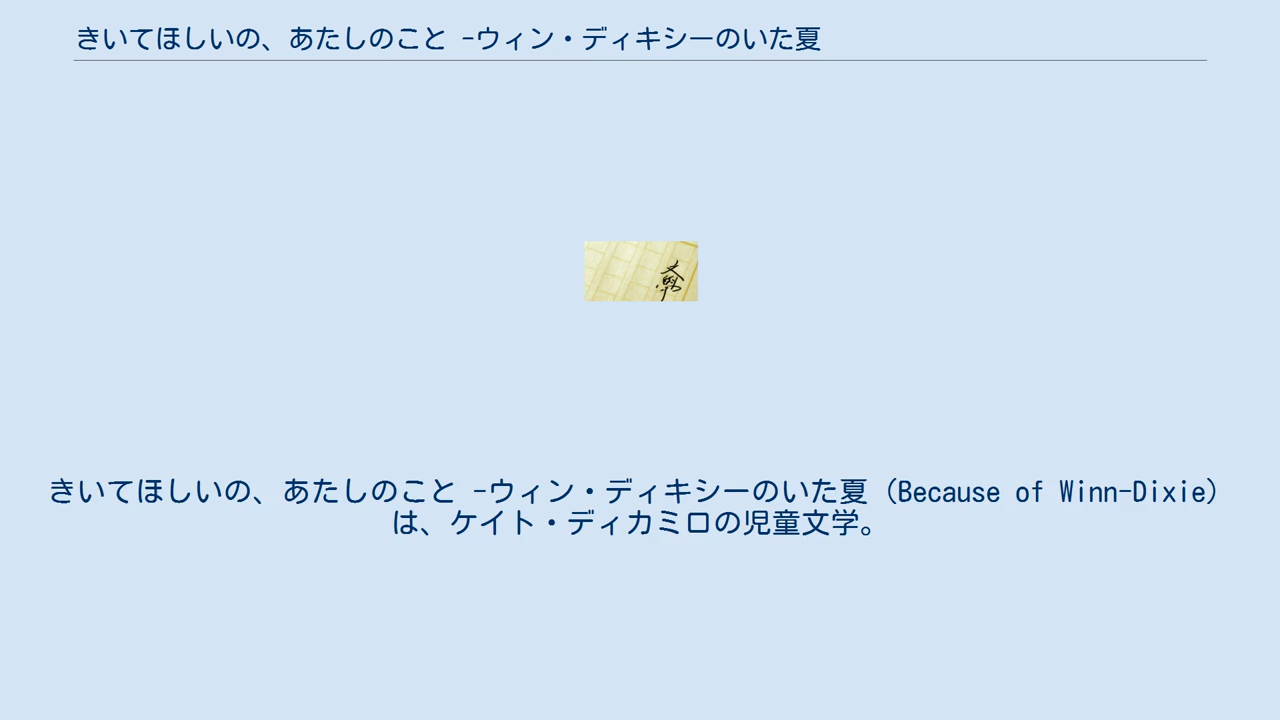 きいてほしいの、あたしのこと -ウィン・ディキシーのいた夏
きいてほしいの、あたしのこと -ウィン・ディキシーのいた夏 (Because of Winn-Dixie)
は、ケイト・ディカミロの児童文学。